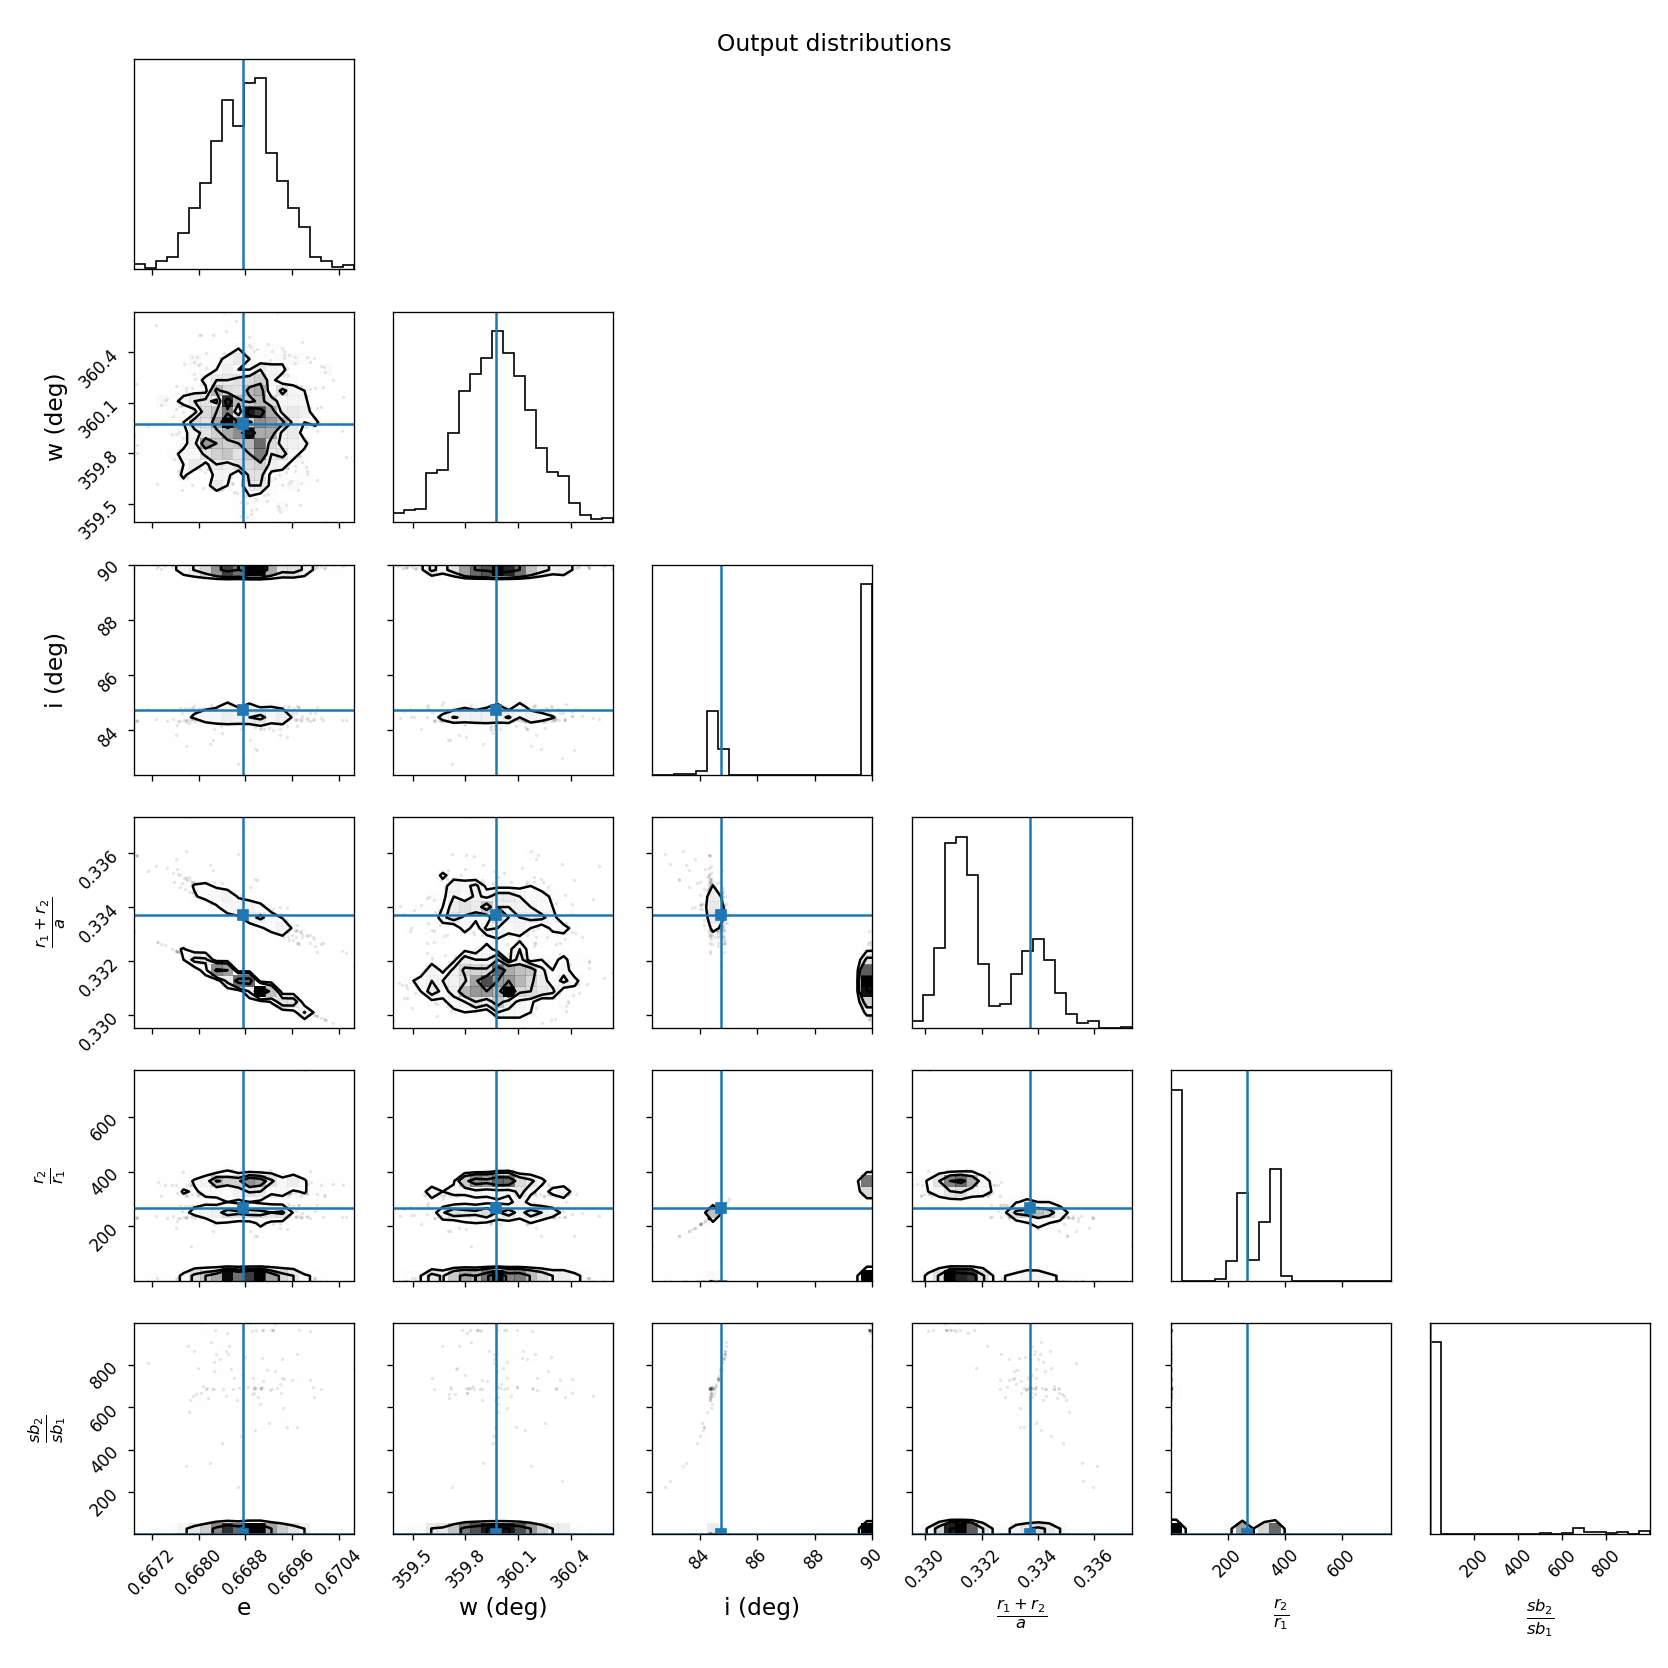 Output distributions
w (deg)
360.4
360.1
359.8
359.5
i (deg)
90
88
86
84
r₁ + r₂
a
0.336
0.334
0.332
0.330
r₂
r₁
600
400
200
sb₂
sb₁
800
600
400
200
0.6672 0.6680 0.6688 0.6696 0.704
359.5 359.8 360.1 360.4
84 86 88 90
0.330 0.332 0.334 0.336
200 400 600
200 400 600 800
e w (deg) i (deg)
r₁ + r₂
a
r₂
r₁
sb₂
sb₁